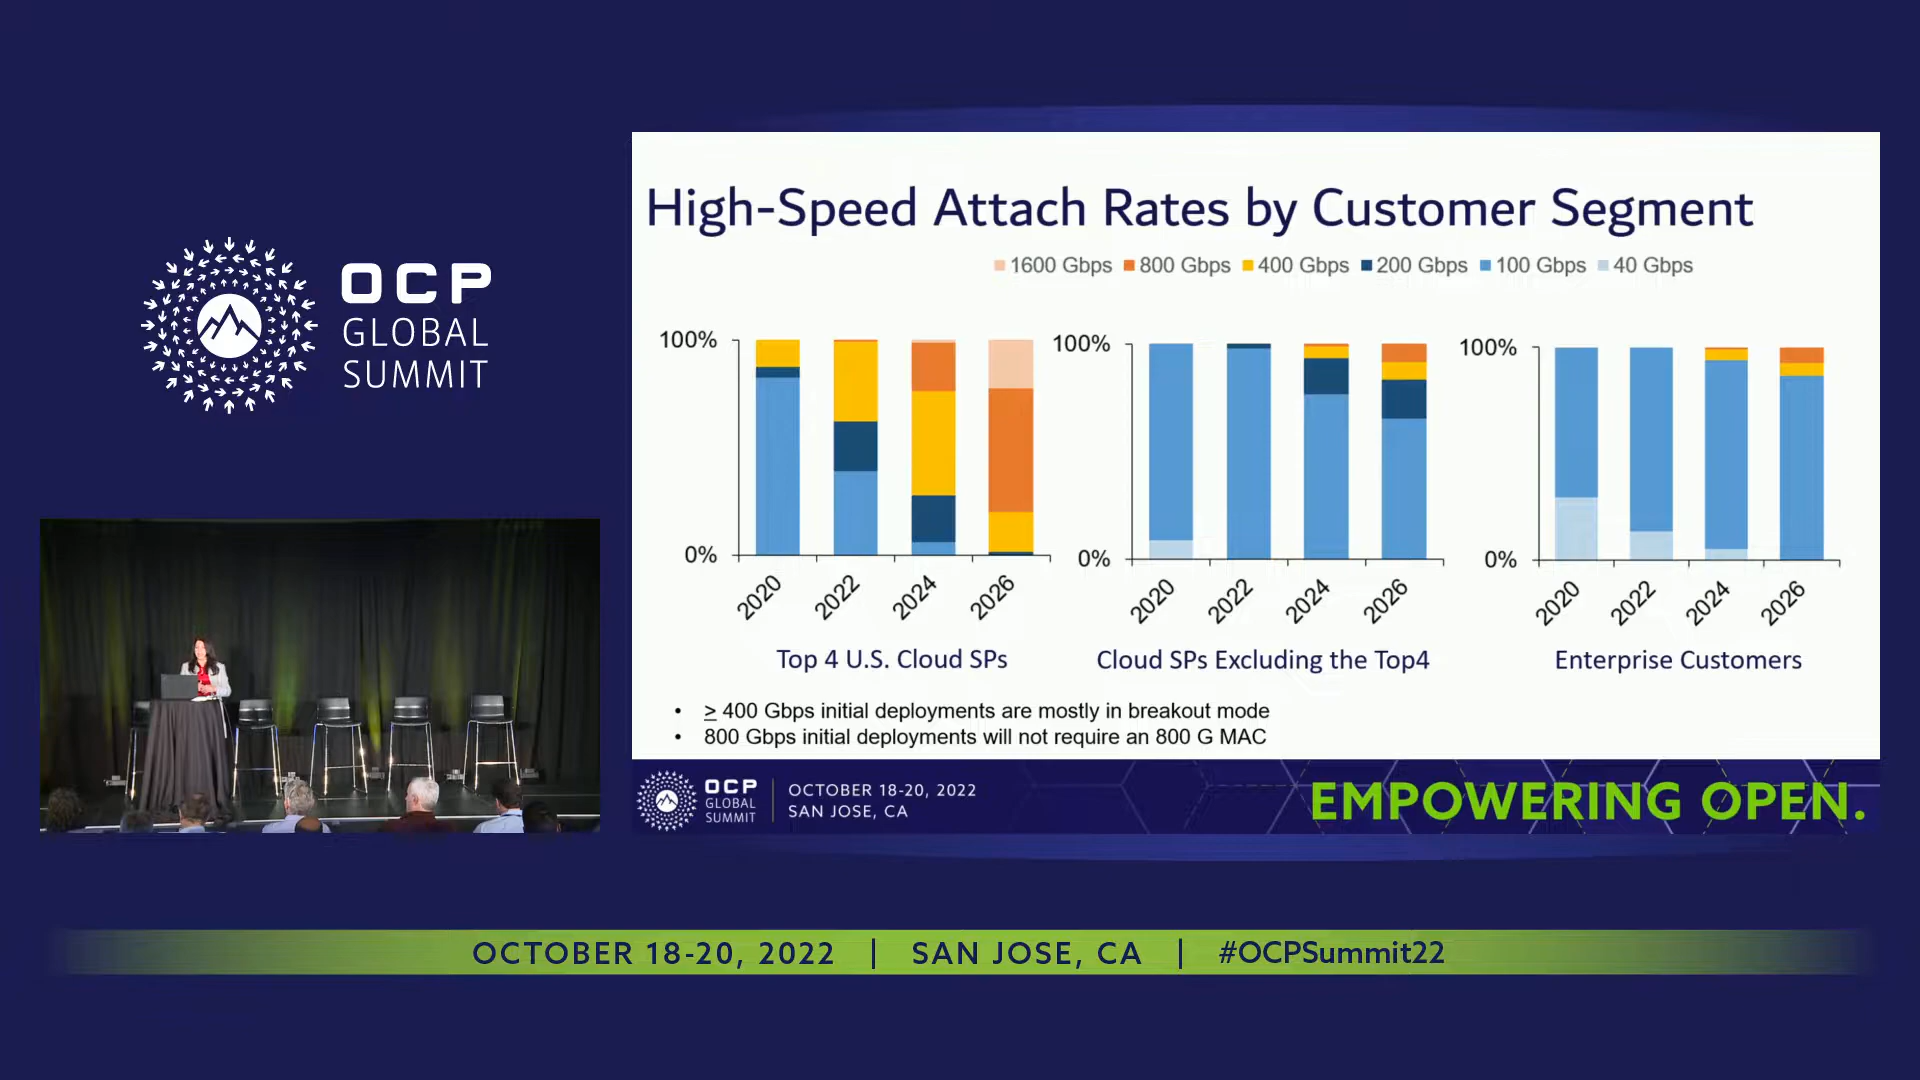 OCP
GLOBAL
SUMMIT
High-Speed Attach Rates by Customer Segment
1600 Gbps 800 Gbps 400 Gbps 200 Gbps 100 Gbps 40 Gbps
100%
0%
2020 2022 2024 2026
Top 4 U.S. Cloud SPs
100%
0%
2020 2022 2024 2026
Cloud SPs Excluding the Top4
100%
0%
2020 2022 2024 2026
Enterprise Customers
• > 400 Gbps initial deployments are mostly in breakout mode
• 800 Gbps initial deployments will not require an 800 G MAC
OCP
GLOBAL
SUMMIT
OCTOBER 18-20, 2022
SAN JOSE, CA
EMPOWERING OPEN.
OCTOBER 18-20, 2022 | SAN JOSE, CA | #OCPSummit22